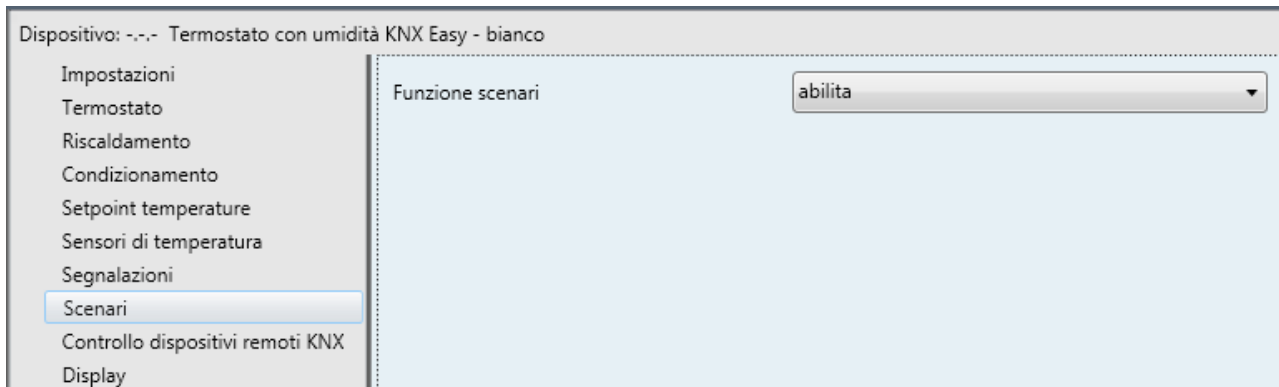 Dispositivo: -.-.- Termostato con umidità KNX Easy - bianco
Impostazioni
Funzione scenari abilita
Termostato
Riscaldamento
Condizionamento
Setpoint temperature
Sensori di temperatura
Segnalazioni
Scenari
Controllo dispositivi remoti KNX
Display